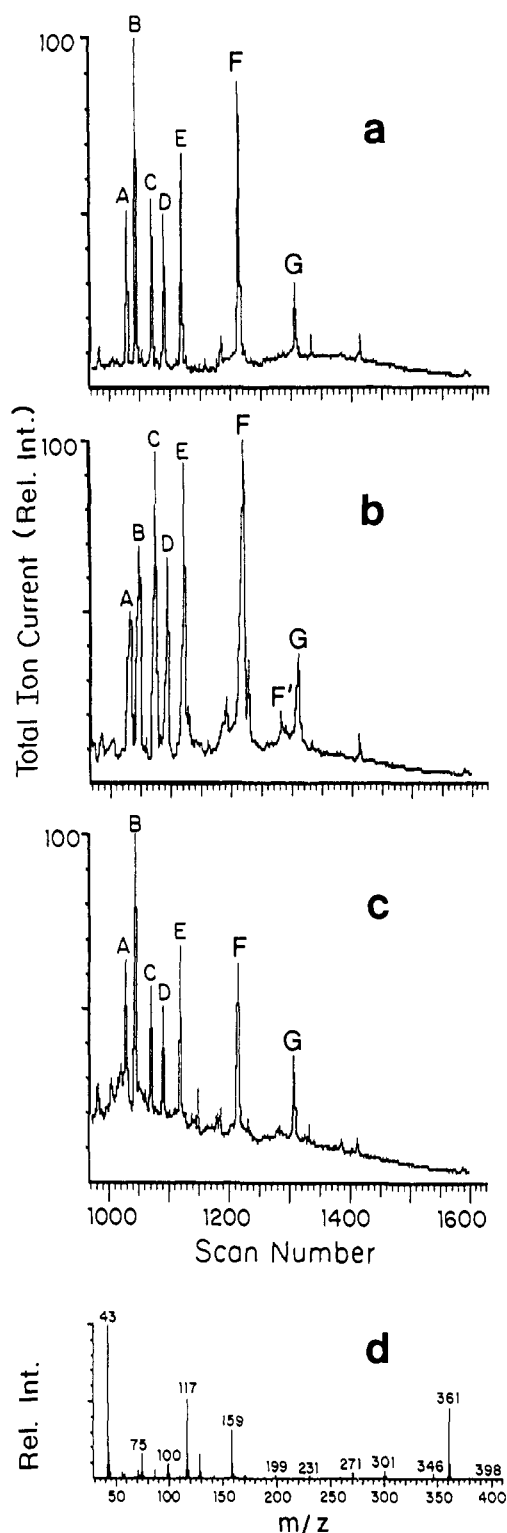 B
100
F
a
E
C
A
D
G
F
100
C
E
b
B
D
A
G
F'
Total Ion Current (Rel. Int.)
B
100
c
A
E
F
C
D
G
1000 1200 1400 1600
Scan Number
43
d
117
361
159
75
100
199 231 271 301 346 398
Rel. Int.
50 100 150 200 250 300 350 400
m/z